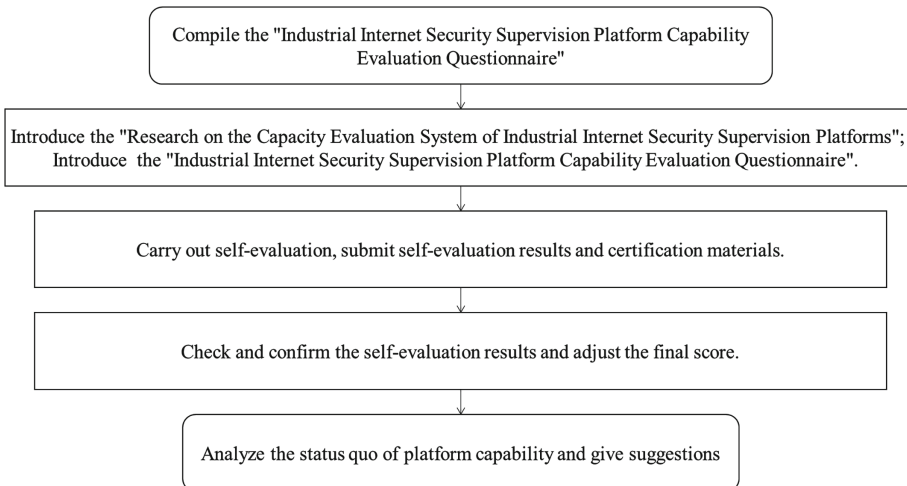 Compile the "Industrial Internet Security Supervision Platform Capability
Evaluation Questionnaire"
Introduce the "Research on the Capacity Evaluation System of Industrial Internet Security Supervision Platforms";
Introduce the "Industrial Internet Security Supervision Platform Capability Evaluation Questionnaire".
Carry out self-evaluation, submit self-evaluation results and certification materials.
Check and confirm the self-evaluation results and adjust the final score.
Analyze the status quo of platform capability and give suggestions